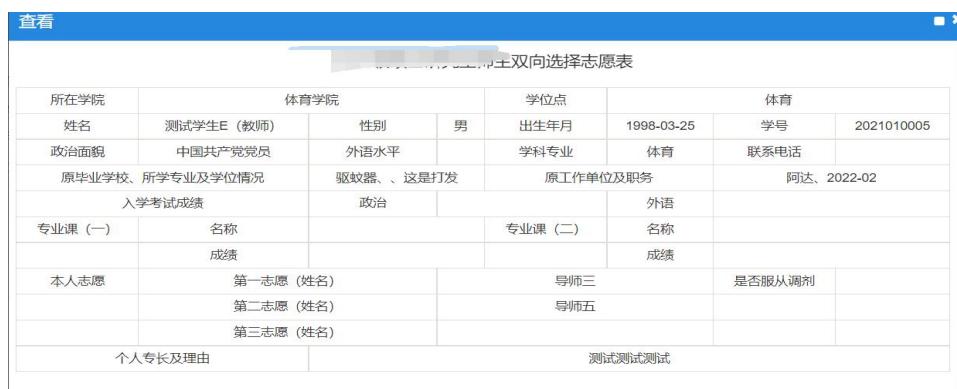 查看
双向选择志愿表
所在学院 体育学院 学位点 体育
姓名 测试学生E（教师） 性别 男 出生年月 1998-03-25 学号 2021010005
政治面貌 中国共产党党员 外语水平 学科专业 体育 联系电话
原毕业学校、所学专业及学位情况 驱蚊器、、这是打发 原工作单位及职务 阿达、2022-02
入学考试成绩 政治 外语
专业课（一） 名称 专业课（二） 名称
成绩 成绩
本人志愿 第一志愿（姓名） 导师三 是否服从调剂
第二志愿（姓名） 导师五
第三志愿（姓名）
个人专长及理由 测试测试测试